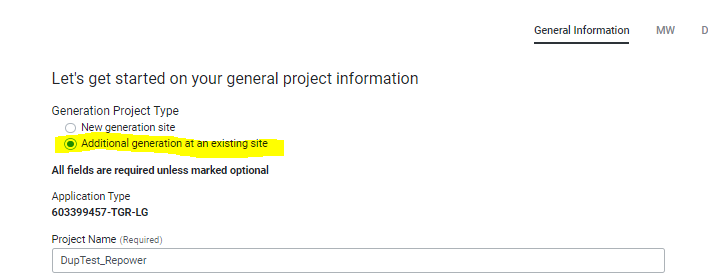 General Information MW D
Let's get started on your general project information
Generation Project Type
New generation site
Additional generation at an existing site
All fields are required unless marked optional
Application Type
603399457-TGR-LG
Project Name (Required)
DupTest_Repower